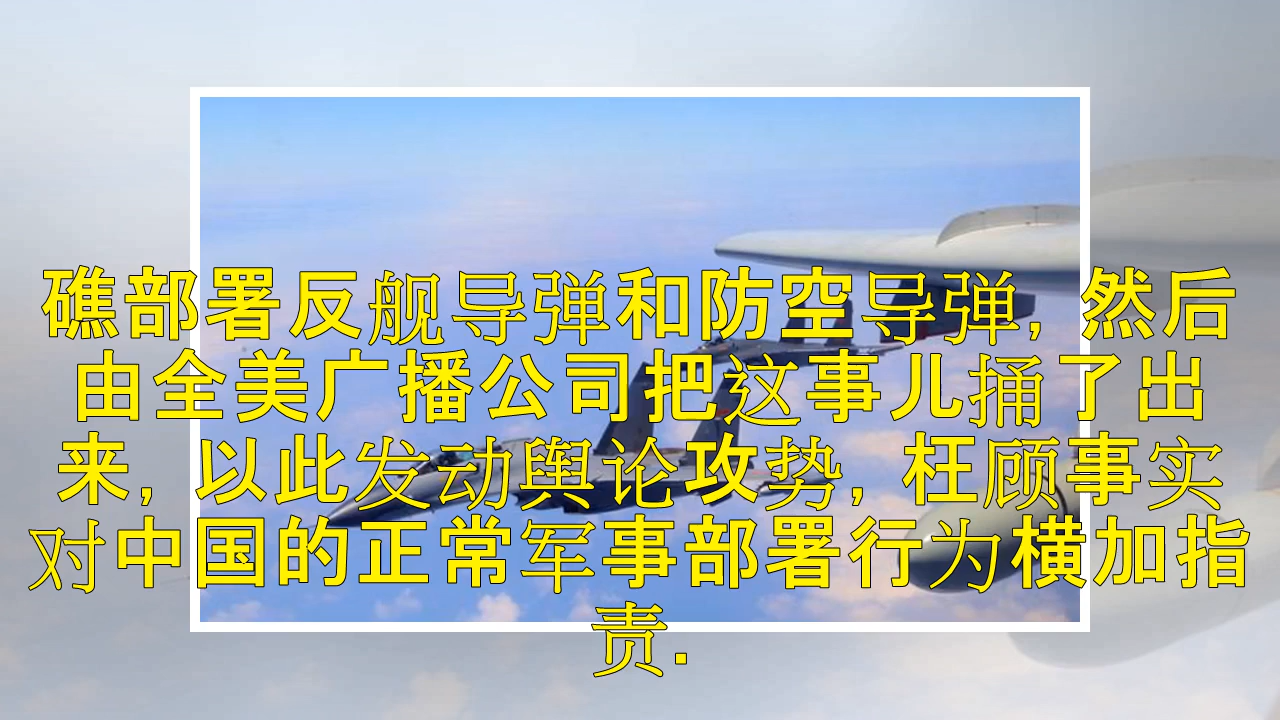 礁部署反舰导弹和防空导弹, 然后
由全美广播公司把这事儿捅了出
来, 以此发动舆论攻势, 枉顾事实
对中国的正常军事部署行为横加指
责.